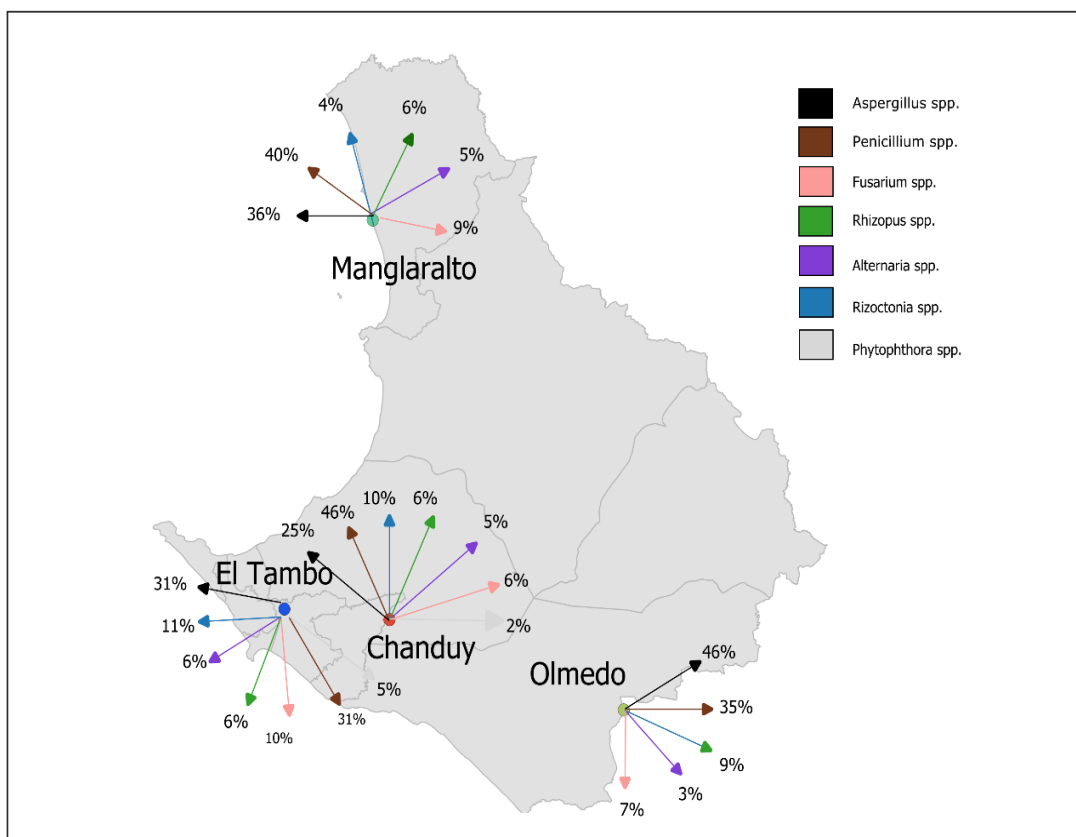 4%
6%
40%
5%
36%
9%
Manglaralto
Aspergillus spp.
Penicillium spp.
Fusarium spp.
Rhizopus spp.
Alternaria spp.
Rizoctonia spp.
Phytophthora spp.
25%
46%
10%
6%
5%
6%
2%
Chanduy
El Tambo
31%
11%
6%
6%
10%
31%
5%
Olmedo
46%
35%
9%
3%
7%